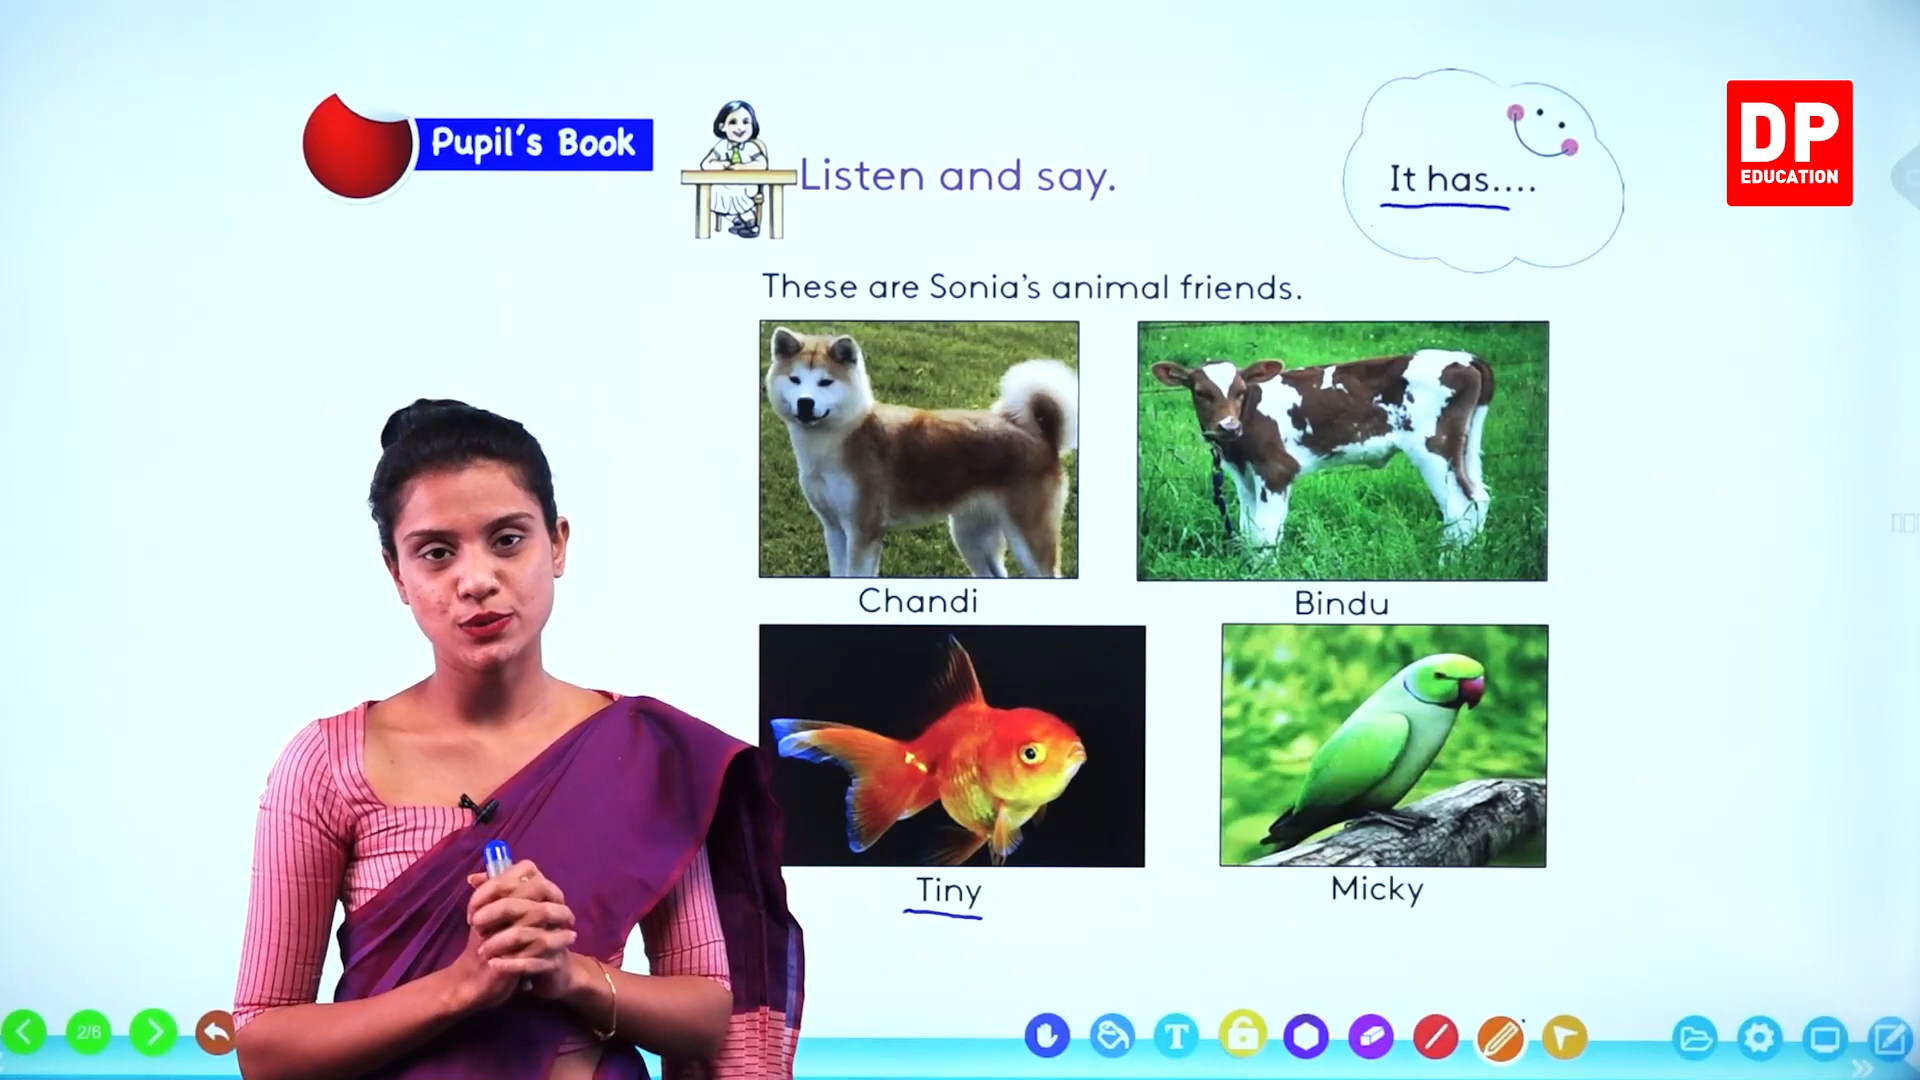 Pupil's Book
Listen and say.
It has....
DP
EDUCATION
These are Sonia's animal friends.
Chandi
Bindu
Tiny
Micky
2/6
T